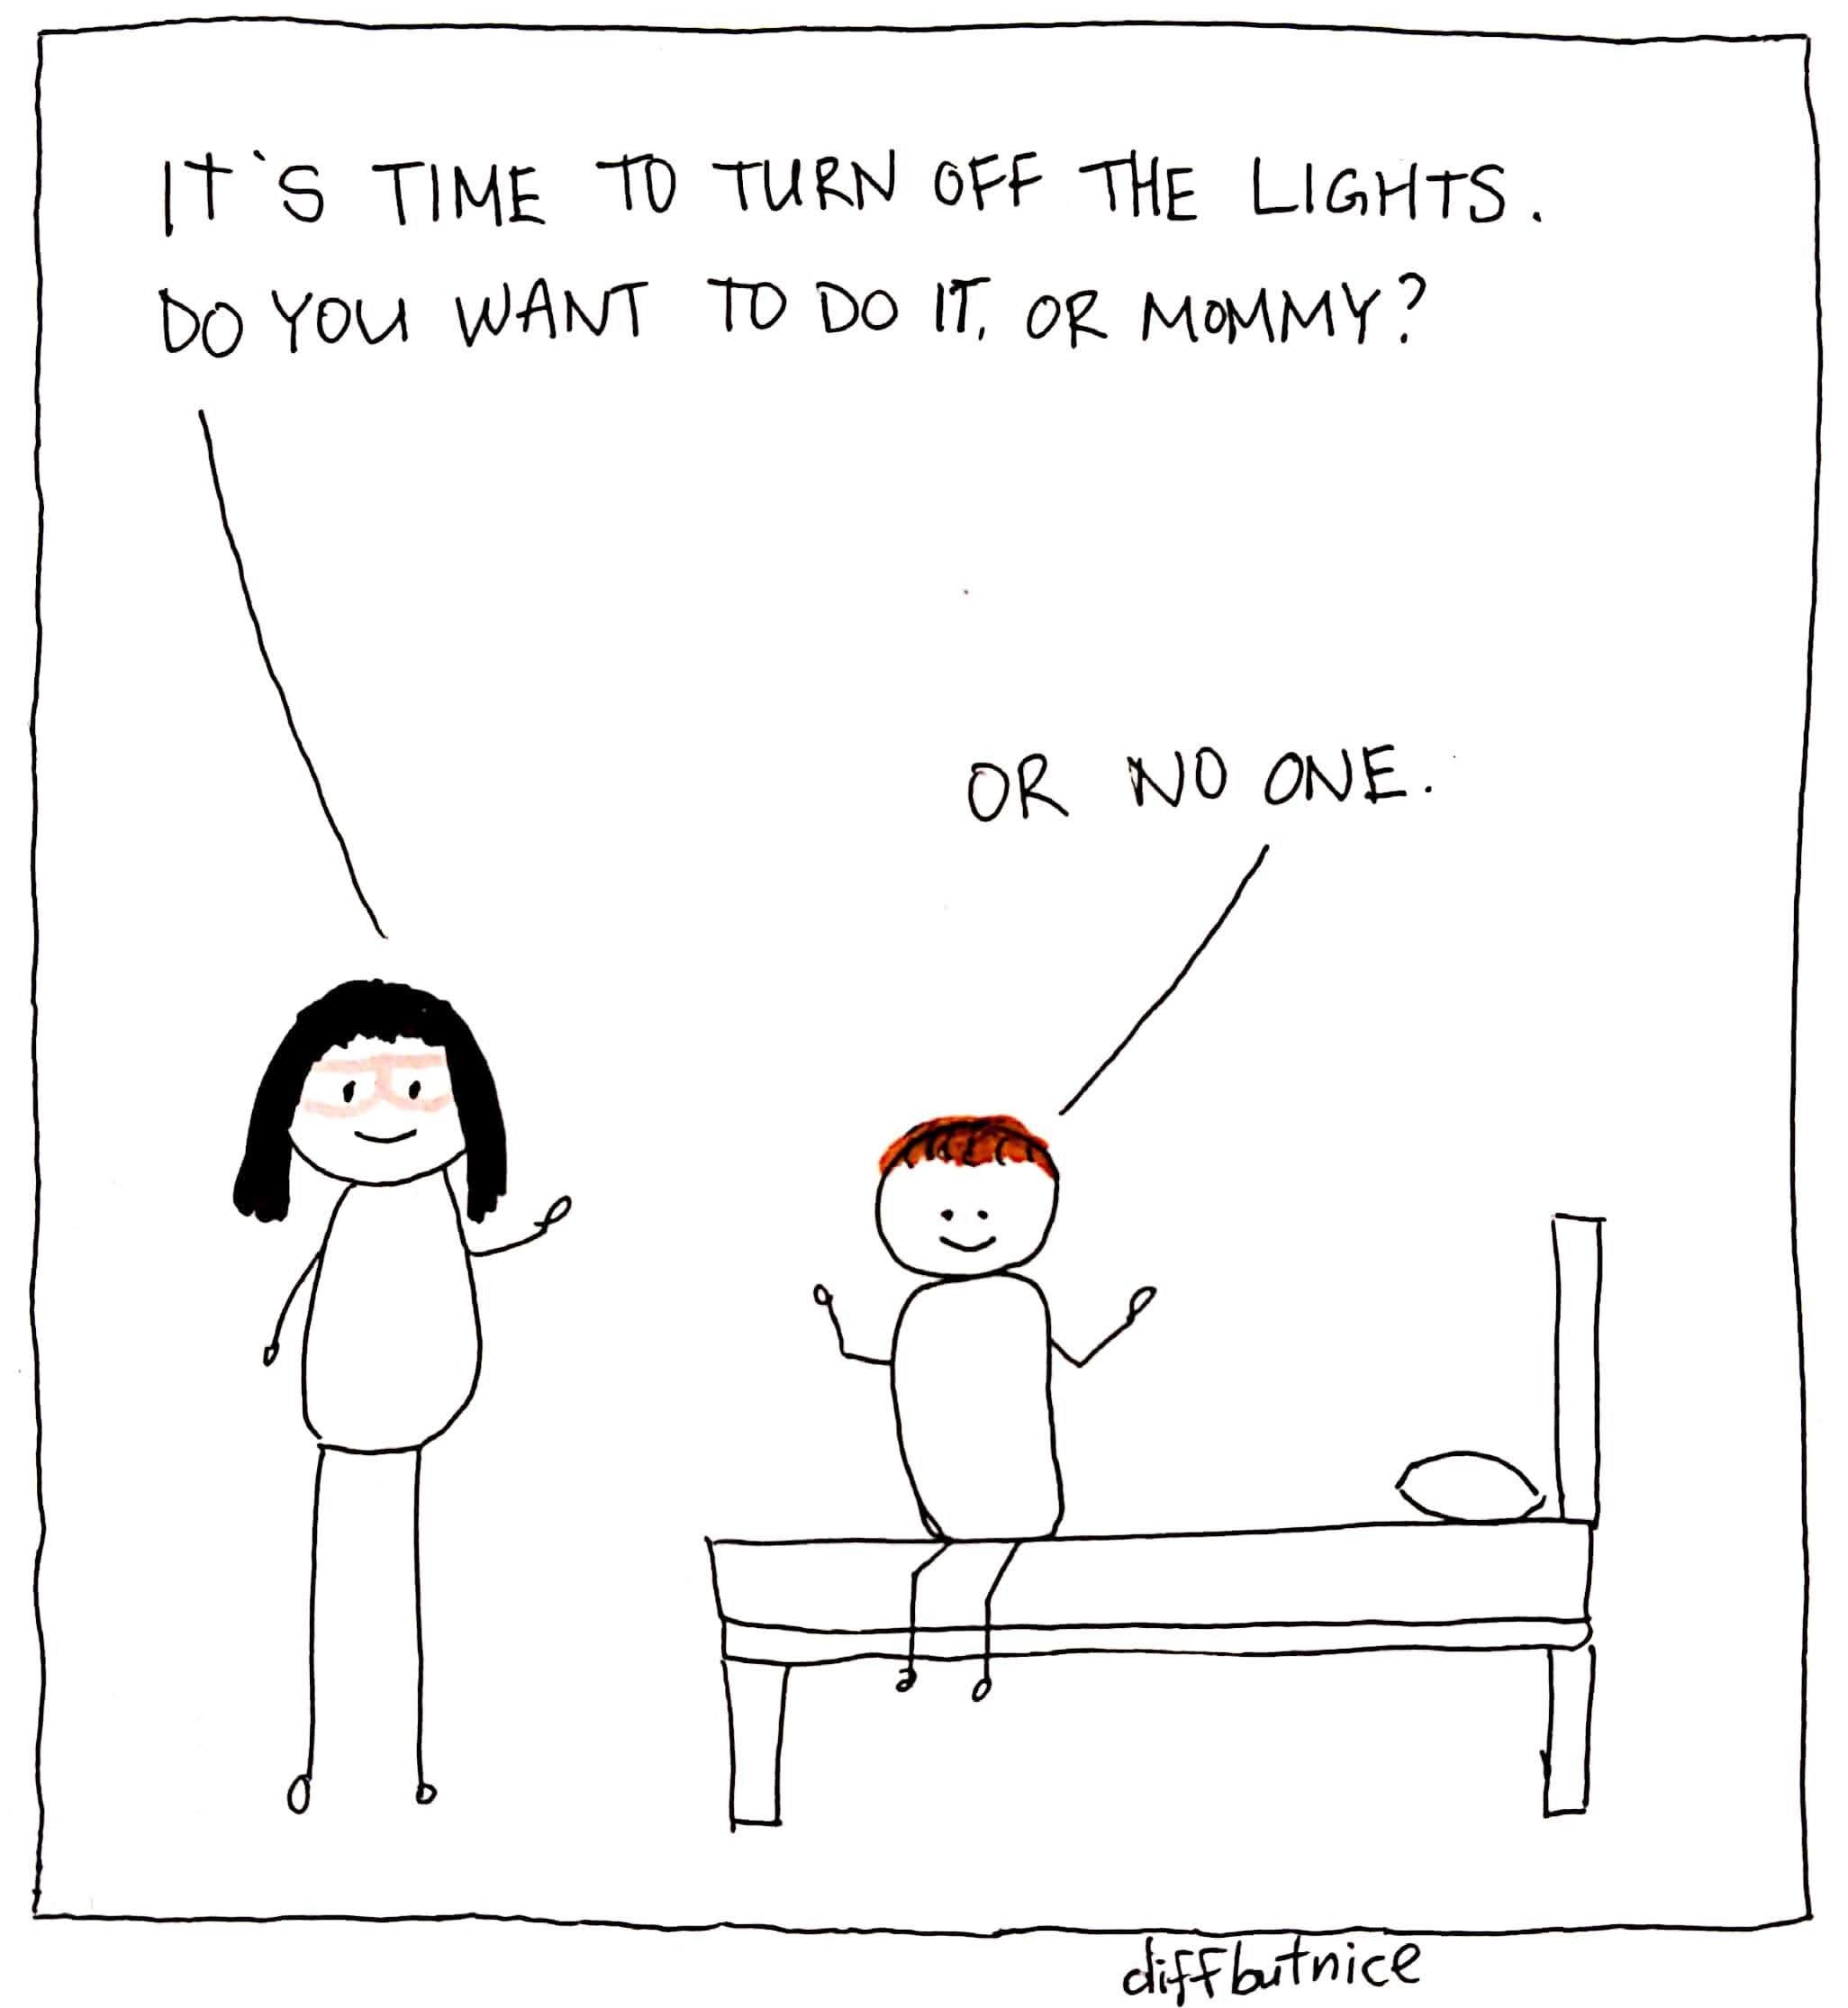 IT`S TIME TO TURN OFF THE LIGHTS.
DO YOU WANT TO DO IT, OR MOMMY?
OR NO ONE.
diffbutnice